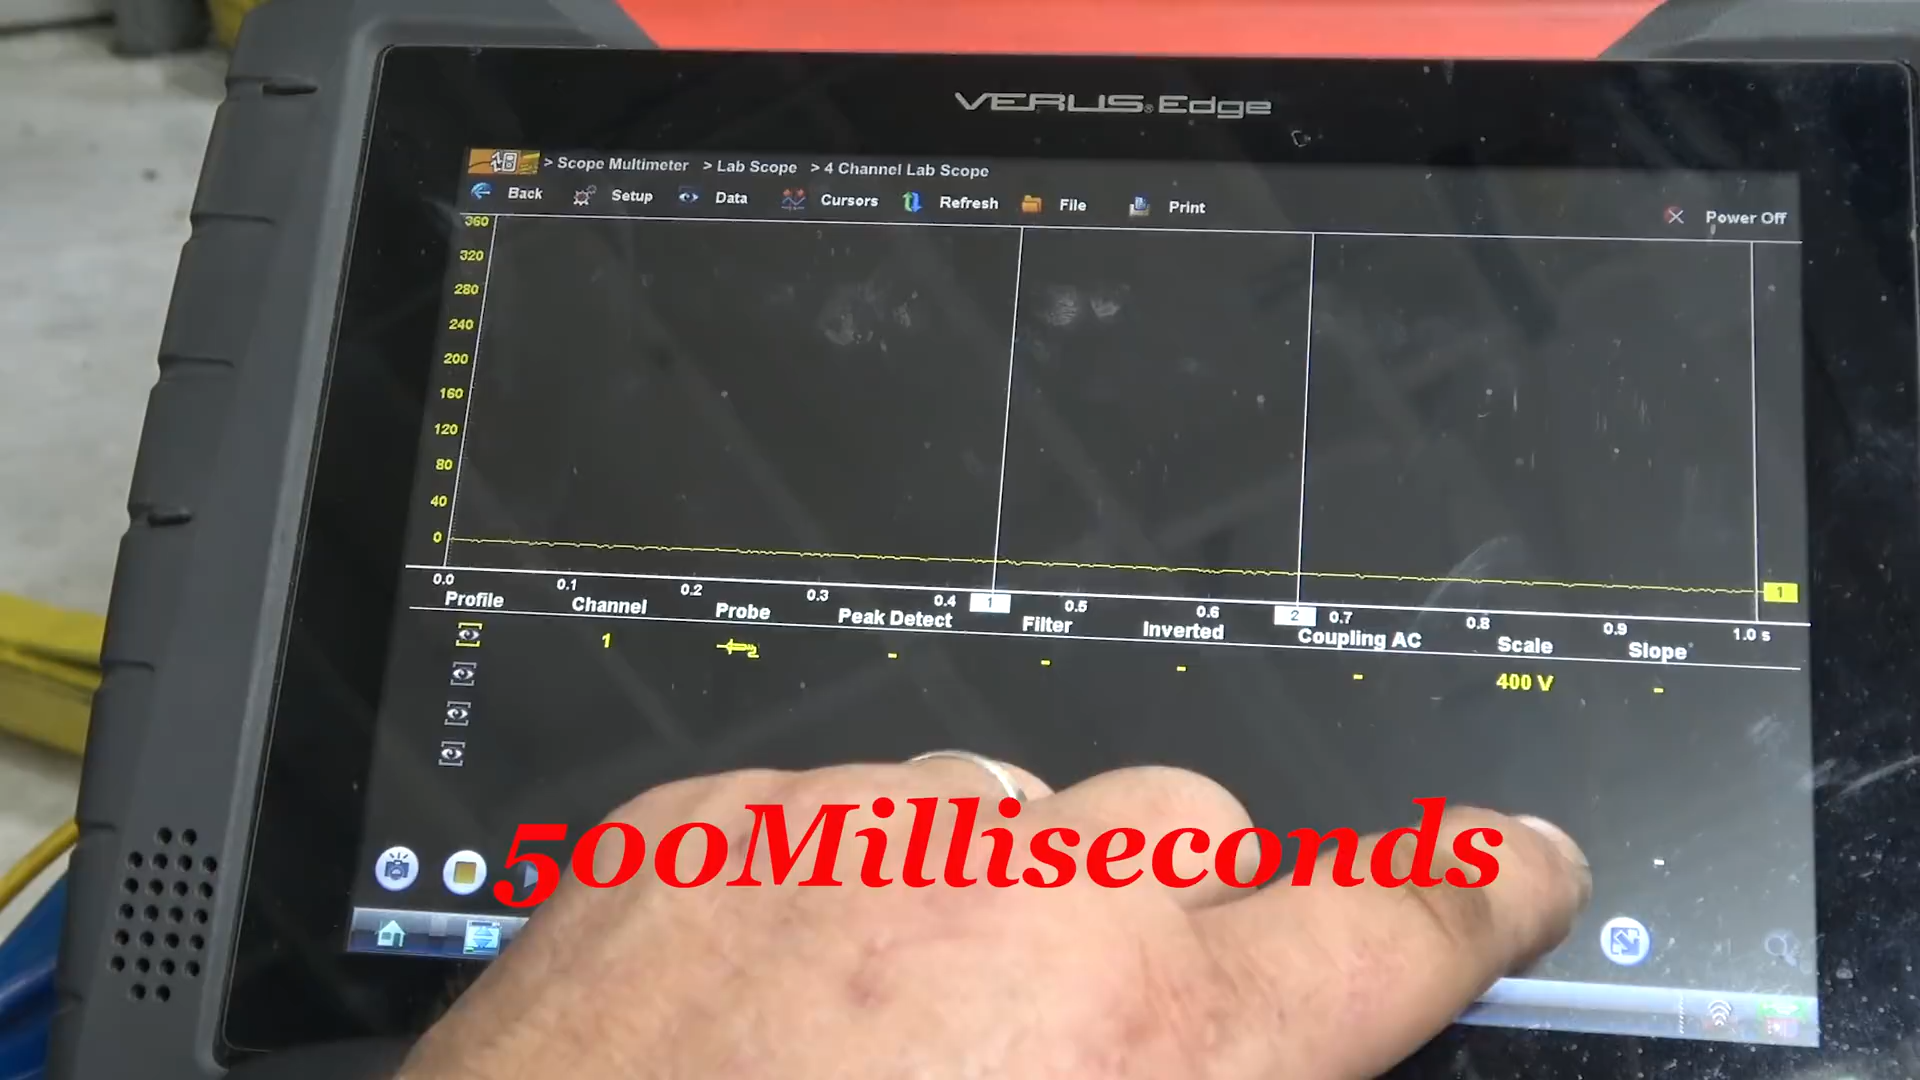 VERUS® Edge
> Scope Multimeter > Lab Scope > 4 Channel Lab Scope
Back Setup Data Cursors Refresh File Print Power Off
360
320
280
240
200
160
120
80
40
0
1
0.0 0.1 0.2 0.3 0.4 1 0.5 0.6 2 0.7 0.8 0.9 1.0 s
Profile Channel Probe Peak Detect Filter Inverted Coupling AC Scale Slope
1 - - - - 400 V -
500Milliseconds